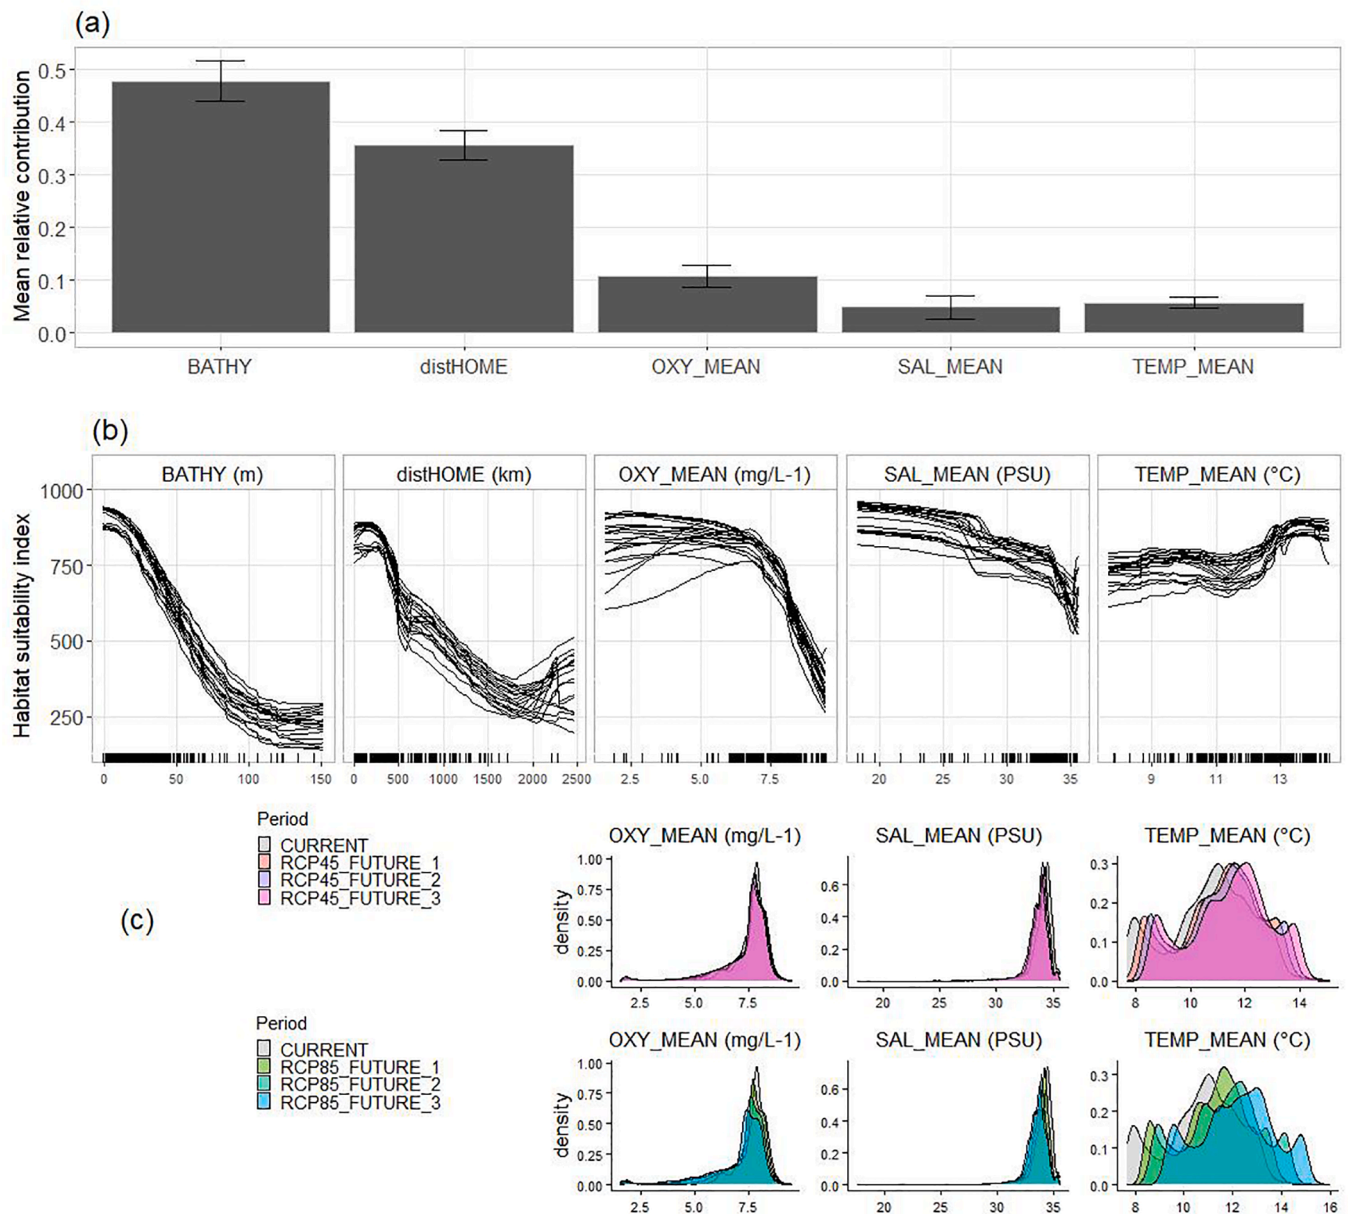 (a)
Mean relative contribution
0.5
0.4
0.3
0.2
0.1
0.0
BATHY distHOME OXY_MEAN SAL_MEAN TEMP_MEAN
(b)
BATHY (m) distHOME (km) OXY_MEAN (mg/L-1) SAL_MEAN (PSU) TEMP_MEAN (°C)
Habitat suitability index
1000
750
500
250
0 50 100 150 0 500 1000 1500 2000 2500 2.5 5.0 7.5 20 25 30 35 9 11 13
(c)
Period
CURRENT
RCP45_FUTURE_1
RCP45_FUTURE_2
RCP45_FUTURE_3
OXY_MEAN (mg/L-1) SAL_MEAN (PSU) TEMP_MEAN (°C)
density
1.00
0.75
0.50
0.25
0.00
0.6
0.4
0.2
0.0
0.3
0.2
0.1
0.0
2.5 5.0 7.5 20 25 30 35 8 10 12 14
Period
CURRENT
RCP85_FUTURE_1
RCP85_FUTURE_2
RCP85_FUTURE_3
OXY_MEAN (mg/L-1) SAL_MEAN (PSU) TEMP_MEAN (°C)
density
1.00
0.75
0.50
0.25
0.00
0.6
0.4
0.2
0.0
0.3
0.2
0.1
0.0
2.5 5.0 7.5 20 25 30 35 8 10 12 14 16